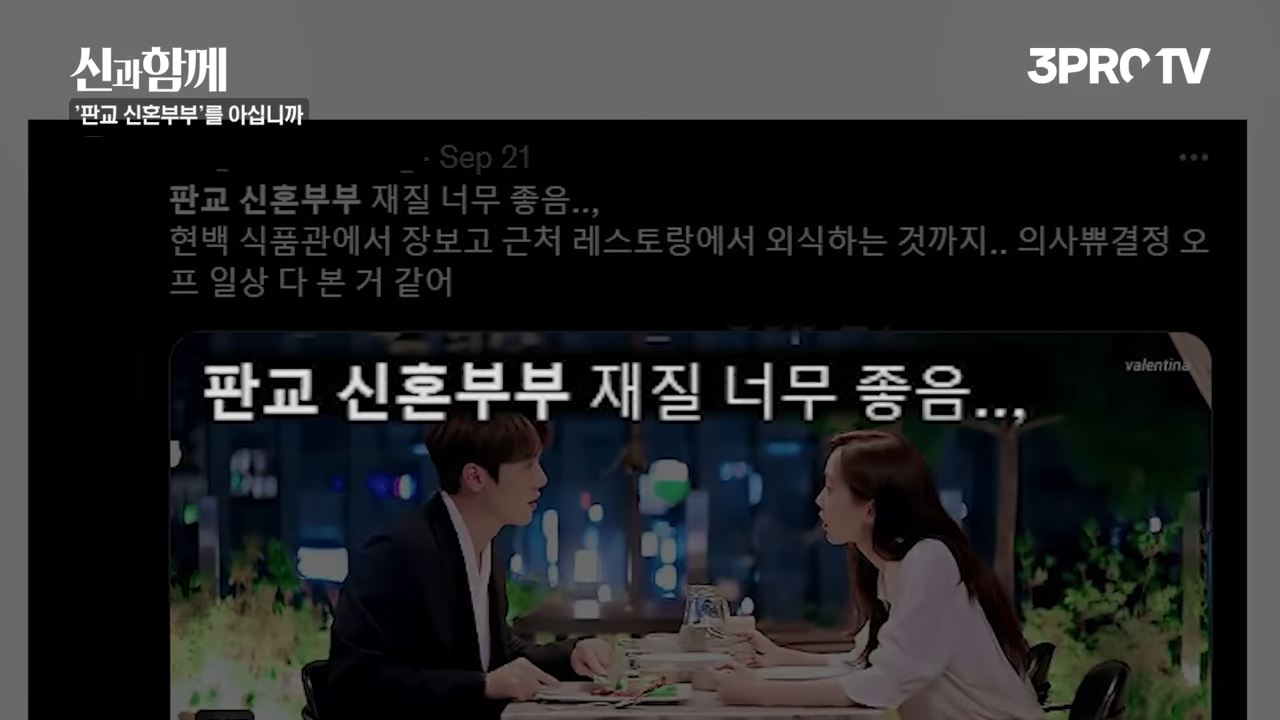 신과함께
3PROTV
'판교 신혼부부'를 아십니까
_ _ · Sep 21 •••
판교 신혼부부 재질 너무 좋음..,
현백 식품관에서 장보고 근처 레스토랑에서 외식하는 것까지.. 의사쀼결정 오
프 일상 다 본 거 같어
판교 신혼부부 재질 너무 좋음..,
valentina